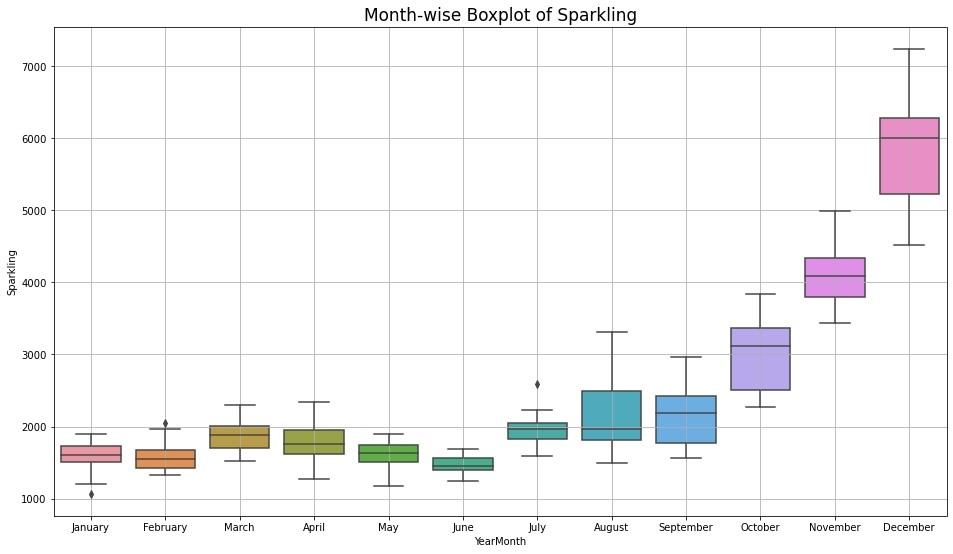 Month-wise Boxplot of Sparkling
Sparkling
7000
6000
5000
4000
3000
2000
1000
January February March April May June July August September October November December
YearMonth